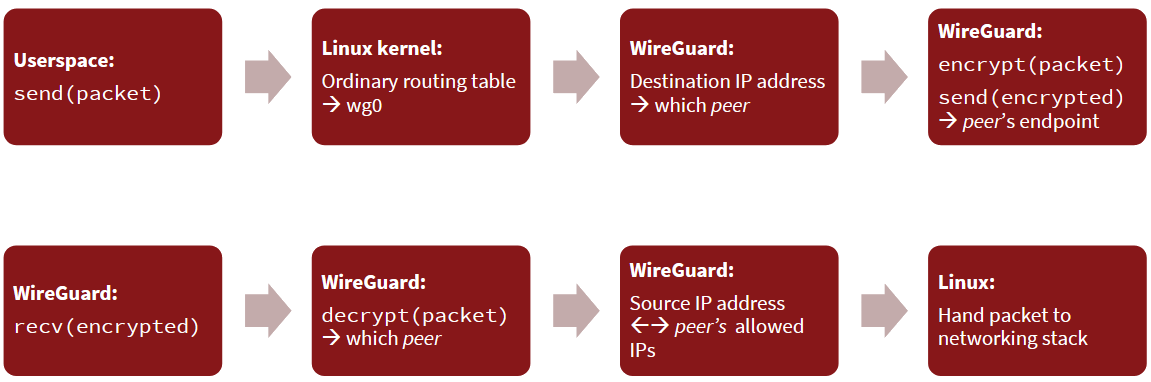 Userspace:
send(packet)
Linux kernel:
Ordinary routing table
→ wg0
WireGuard:
Destination IP address
→ which peer
WireGuard:
encrypt(packet)
send(encrypted)
→ peer’s endpoint
WireGuard:
recv(encrypted)
WireGuard:
decrypt(packet)
→ which peer
WireGuard:
Source IP address
←→ peer’s allowed
IPs
Linux:
Hand packet to
networking stack